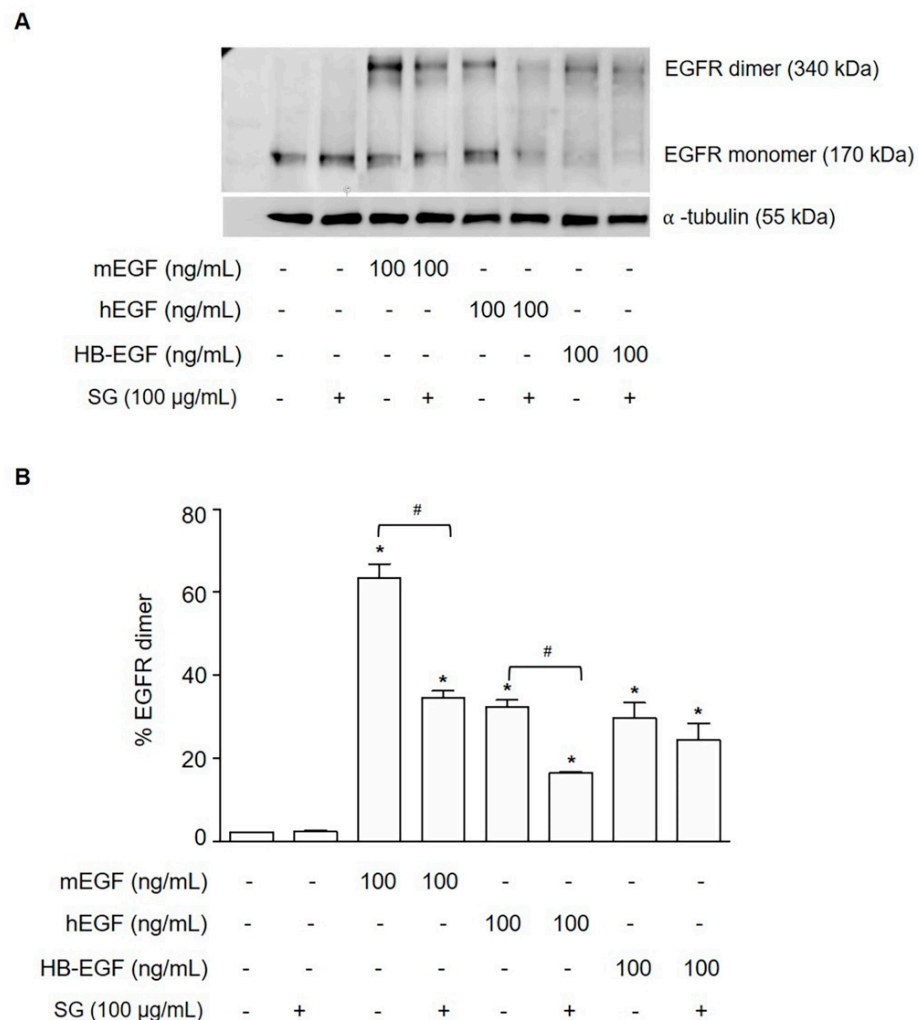 A
EGFR dimer (340 kDa)
EGFR monomer (170 kDa)
α -tubulin (55 kDa)
mEGF (ng/mL) - - 100 100 - - - -
hEGF (ng/mL) - - - - 100 100 - -
HB-EGF (ng/mL) - - - - - - 100 100
SG (100 µg/mL) - + - + - + - +
B
% EGFR dimer
80
60
40
20
0
#
*
*
#
*
*
*
*
mEGF (ng/mL) - - 100 100 - - - -
hEGF (ng/mL) - - - - 100 100 - -
HB-EGF (ng/mL) - - - - - - 100 100
SG (100 µg/mL) - + - + - + - +